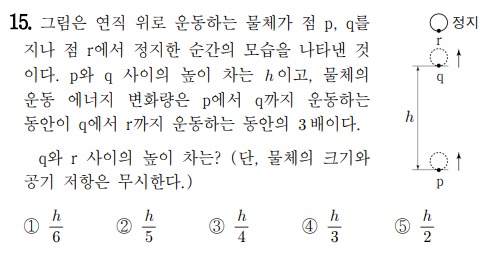 15. 그림은 연직 위로 운동하는 물체가 점 p, q를
지나 점 r에서 정지한 순간의 모습을 나타낸 것
이다. p와 q 사이의 높이 차는 h이고, 물체의
운동 에너지 변화량은 p에서 q까지 운동하는
동안이 q에서 r까지 운동하는 동안의 3배이다.
q와 r 사이의 높이 차는? (단, 물체의 크기와
공기 저항은 무시한다.)
정지
r
q
h
p
① h/6 ② h/5 ③ h/4 ④ h/3 ⑤ h/2